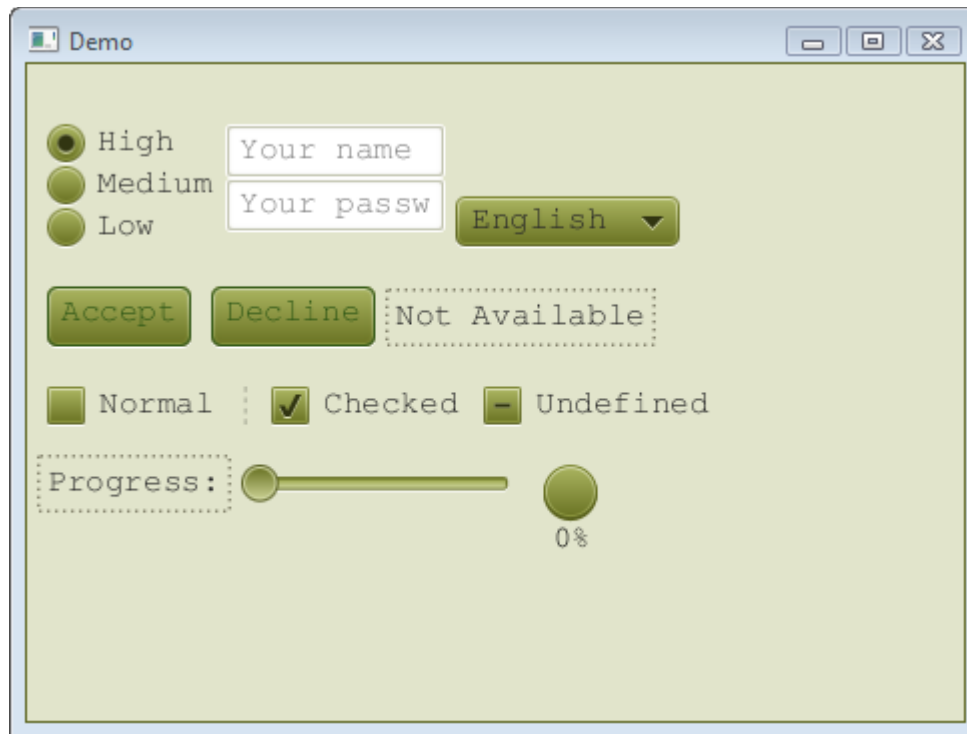 Demo
High
Your name
Medium
Your passw
Low
English
Accept Decline Not Available
Normal Checked Undefined
Progress:
0%